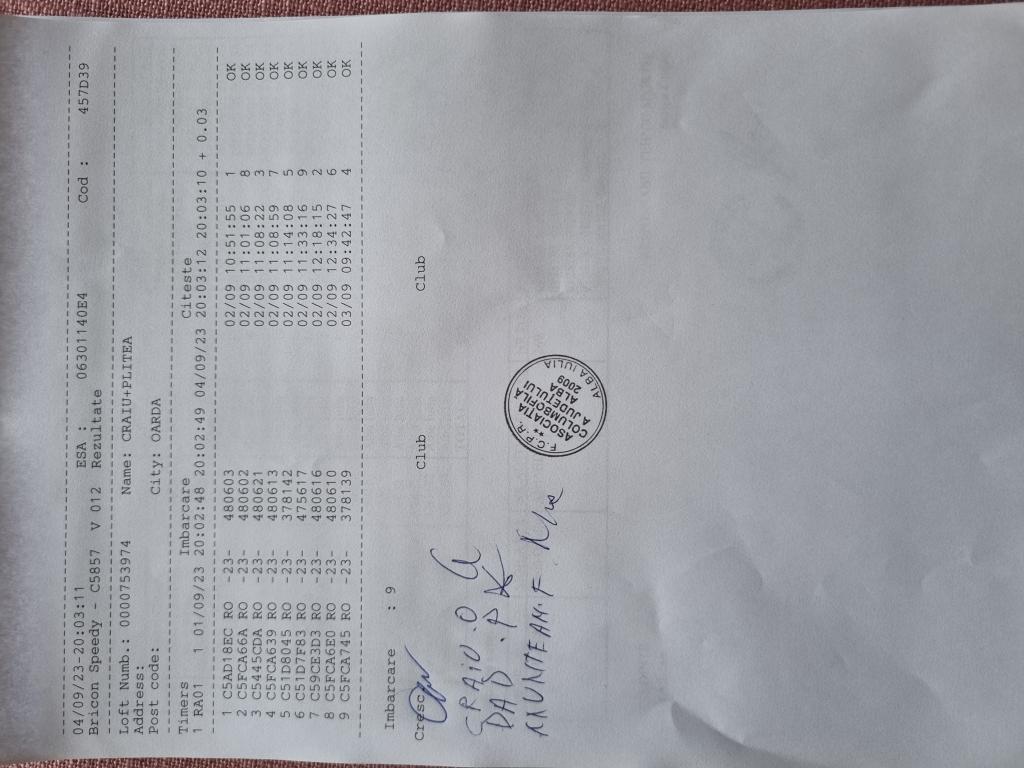 04/09/23-20:03:11 ESA : 06301140E4 Cod : 457D39
Bricon Speedy - C5857 V 012 Rezultate
Loft Numb.: 0000753974 Name: CRAIU+PLITEA
Address:
Post code: City: OARDA
Timers Imbarcare Citeste
1 RA01 1 01/09/23 20:02:48 20:02:49 04/09/23 20:03:12 20:03:10 + 0.03
1 C5AD18EC RO -23- 480603 02/09 10:51:55 1 OK
2 C5FCA66A RO -23- 480602 02/09 11:01:06 8 OK
3 C5445CDA RO -23- 480621 02/09 11:08:22 3 OK
4 C5FCA639 RO -23- 480613 02/09 11:08:59 7 OK
5 C51D8045 RO -23- 378142 02/09 11:14:08 5 OK
6 C51D7F83 RO -23- 475617 02/09 11:33:16 9 OK
7 C59CE3D3 RO -23- 480616 02/09 12:18:15 2 OK
8 C5FCA6E0 RO -23- 480610 02/09 12:34:27 6 OK
9 C5FCA745 RO -23- 378139 03/09 09:42:47 4 OK
Imbarcare : 9
Cresc Club Club
CRAIU.O
DAD.P
MUNTEAN.F
F.C.P.R.
**
ASOCIATIA
COLUMBOFILA
A JUDETULUI
ALBA
2009
ALBA IULIA